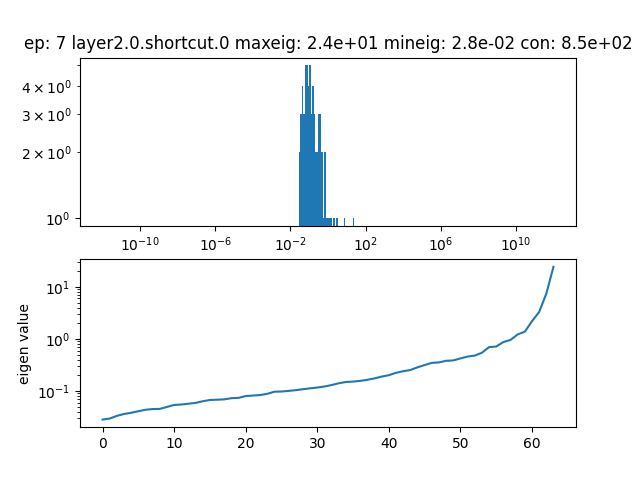 ep: 7 layer2.0.shortcut.0 maxeig: 2.4e+01 mineig: 2.8e-02 con: 8.5e+02
4 × 10⁰
3 × 10⁰
2 × 10⁰
10⁰
10⁻¹⁰ 10⁻⁶ 10⁻² 10² 10⁶ 10¹⁰
eigen value
10¹
10⁰
10⁻¹
0 10 20 30 40 50 60